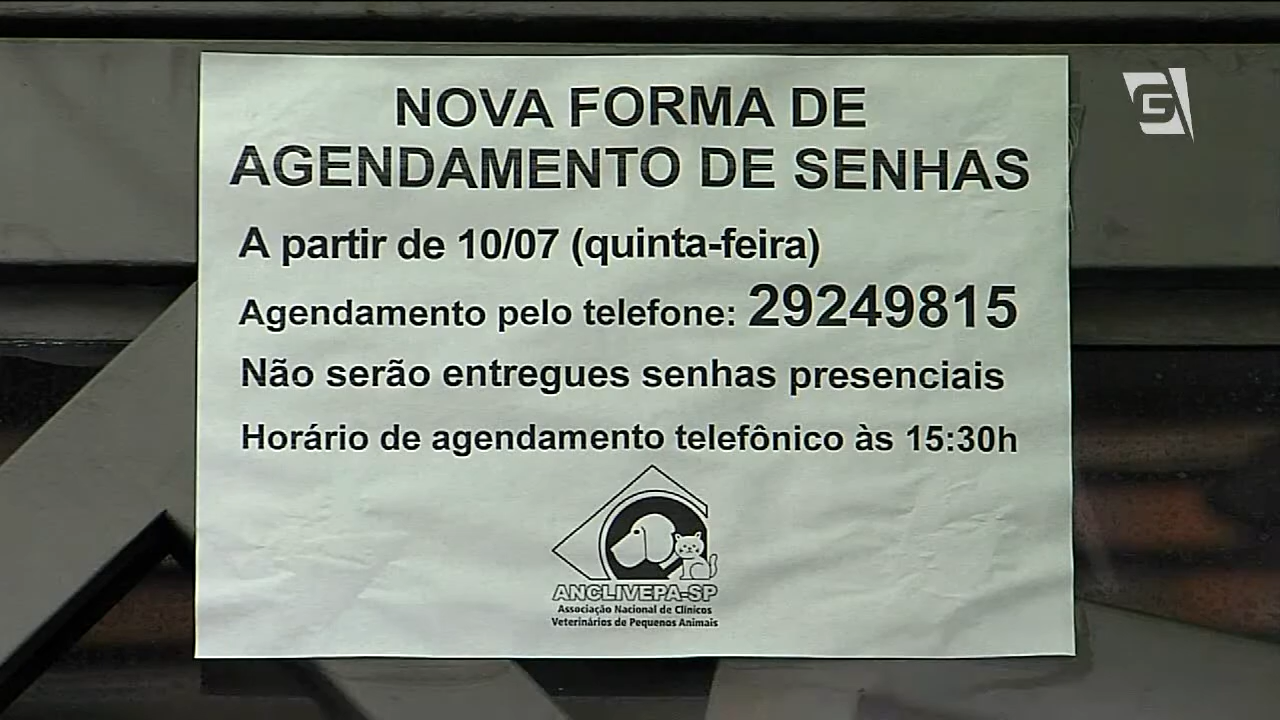 NOVA FORMA DE
AGENDAMENTO DE SENHAS
A partir de 10/07 (quinta-feira)
Agendamento pelo telefone: 29249815
Não serão entregues senhas presenciais
Horário de agendamento telefônico às 15:30h
ANCLIVEPA-SP
Associação Nacional de Clínicos
Veterinários de Pequenos Animais